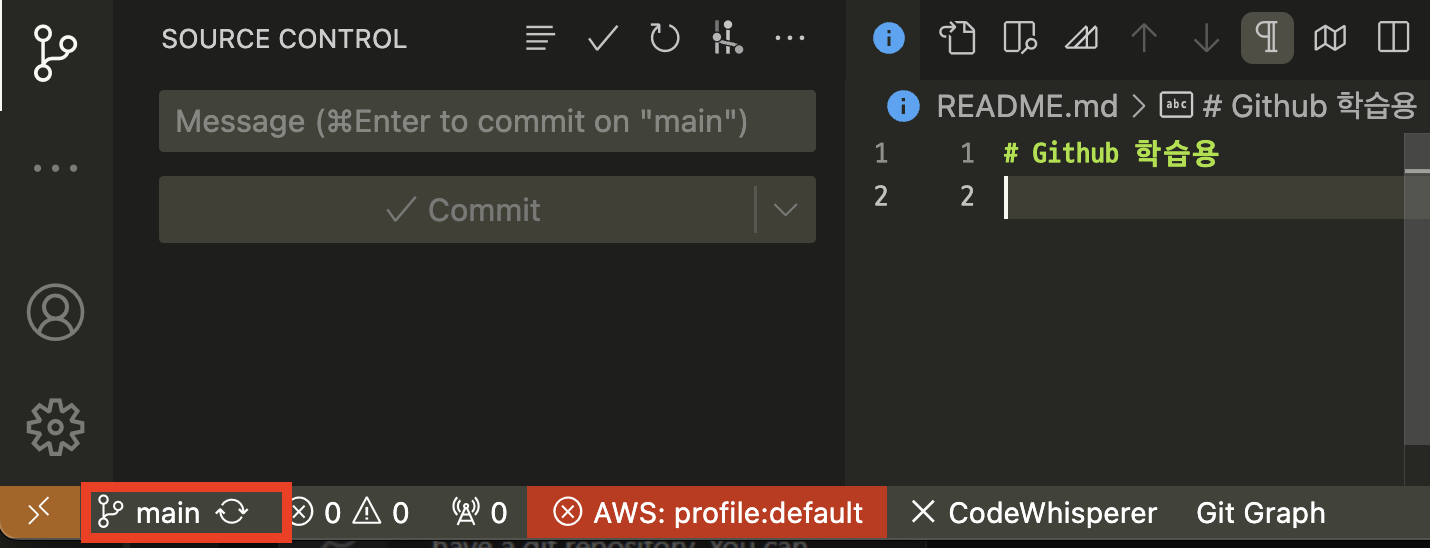 SOURCE CONTROL
Message (⌘Enter to commit on "main")
Commit
README.md > abc # Github 학습용
1 1 # Github 학습용
2 2
main 0 0 0 AWS: profile:default CodeWhisperer Git Graph
have a git repository. You can